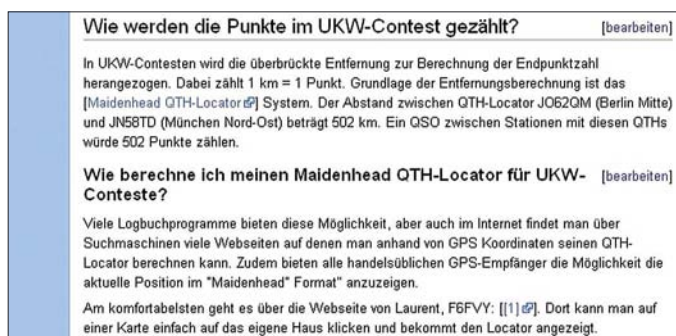 Wie werden die Punkte im UKW-Contest gezählt? [bearbeiten]
In UKW-Contesten wird die überbrückte Entfernung zur Berechnung der Endpunktzahl
herangezogen. Dabei zählt 1 km = 1 Punkt. Grundlage der Entfernungsberechnung ist das
[Maidenhead QTH-Locator] System. Der Abstand zwischen QTH-Locator JO62QM (Berlin Mitte)
und JN58TD (München Nord-Ost) beträgt 502 km. Ein QSO zwischen Stationen mit diesen QTHs
würde 502 Punkte zählen.
Wie berechne ich meinen Maidenhead QTH-Locator für UKW- [bearbeiten]
Conteste?
Viele Logbuchprogramme bieten diese Möglichkeit, aber auch im Internet findet man über
Suchmaschinen viele Webseiten auf denen man anhand von GPS Koordinaten seinen QTH-
Locator berechnen kann. Zudem bieten alle handelsüblichen GPS-Empfänger die Möglichkeit die
aktuelle Position im "Maidenhead" Format" anzuzeigen.
Am komfortabelsten geht es über die Webseite von Laurent, F6FVY: [[1]]. Dort kann man auf
einer Karte einfach auf das eigene Haus klicken und bekommt den Locator angezeigt.